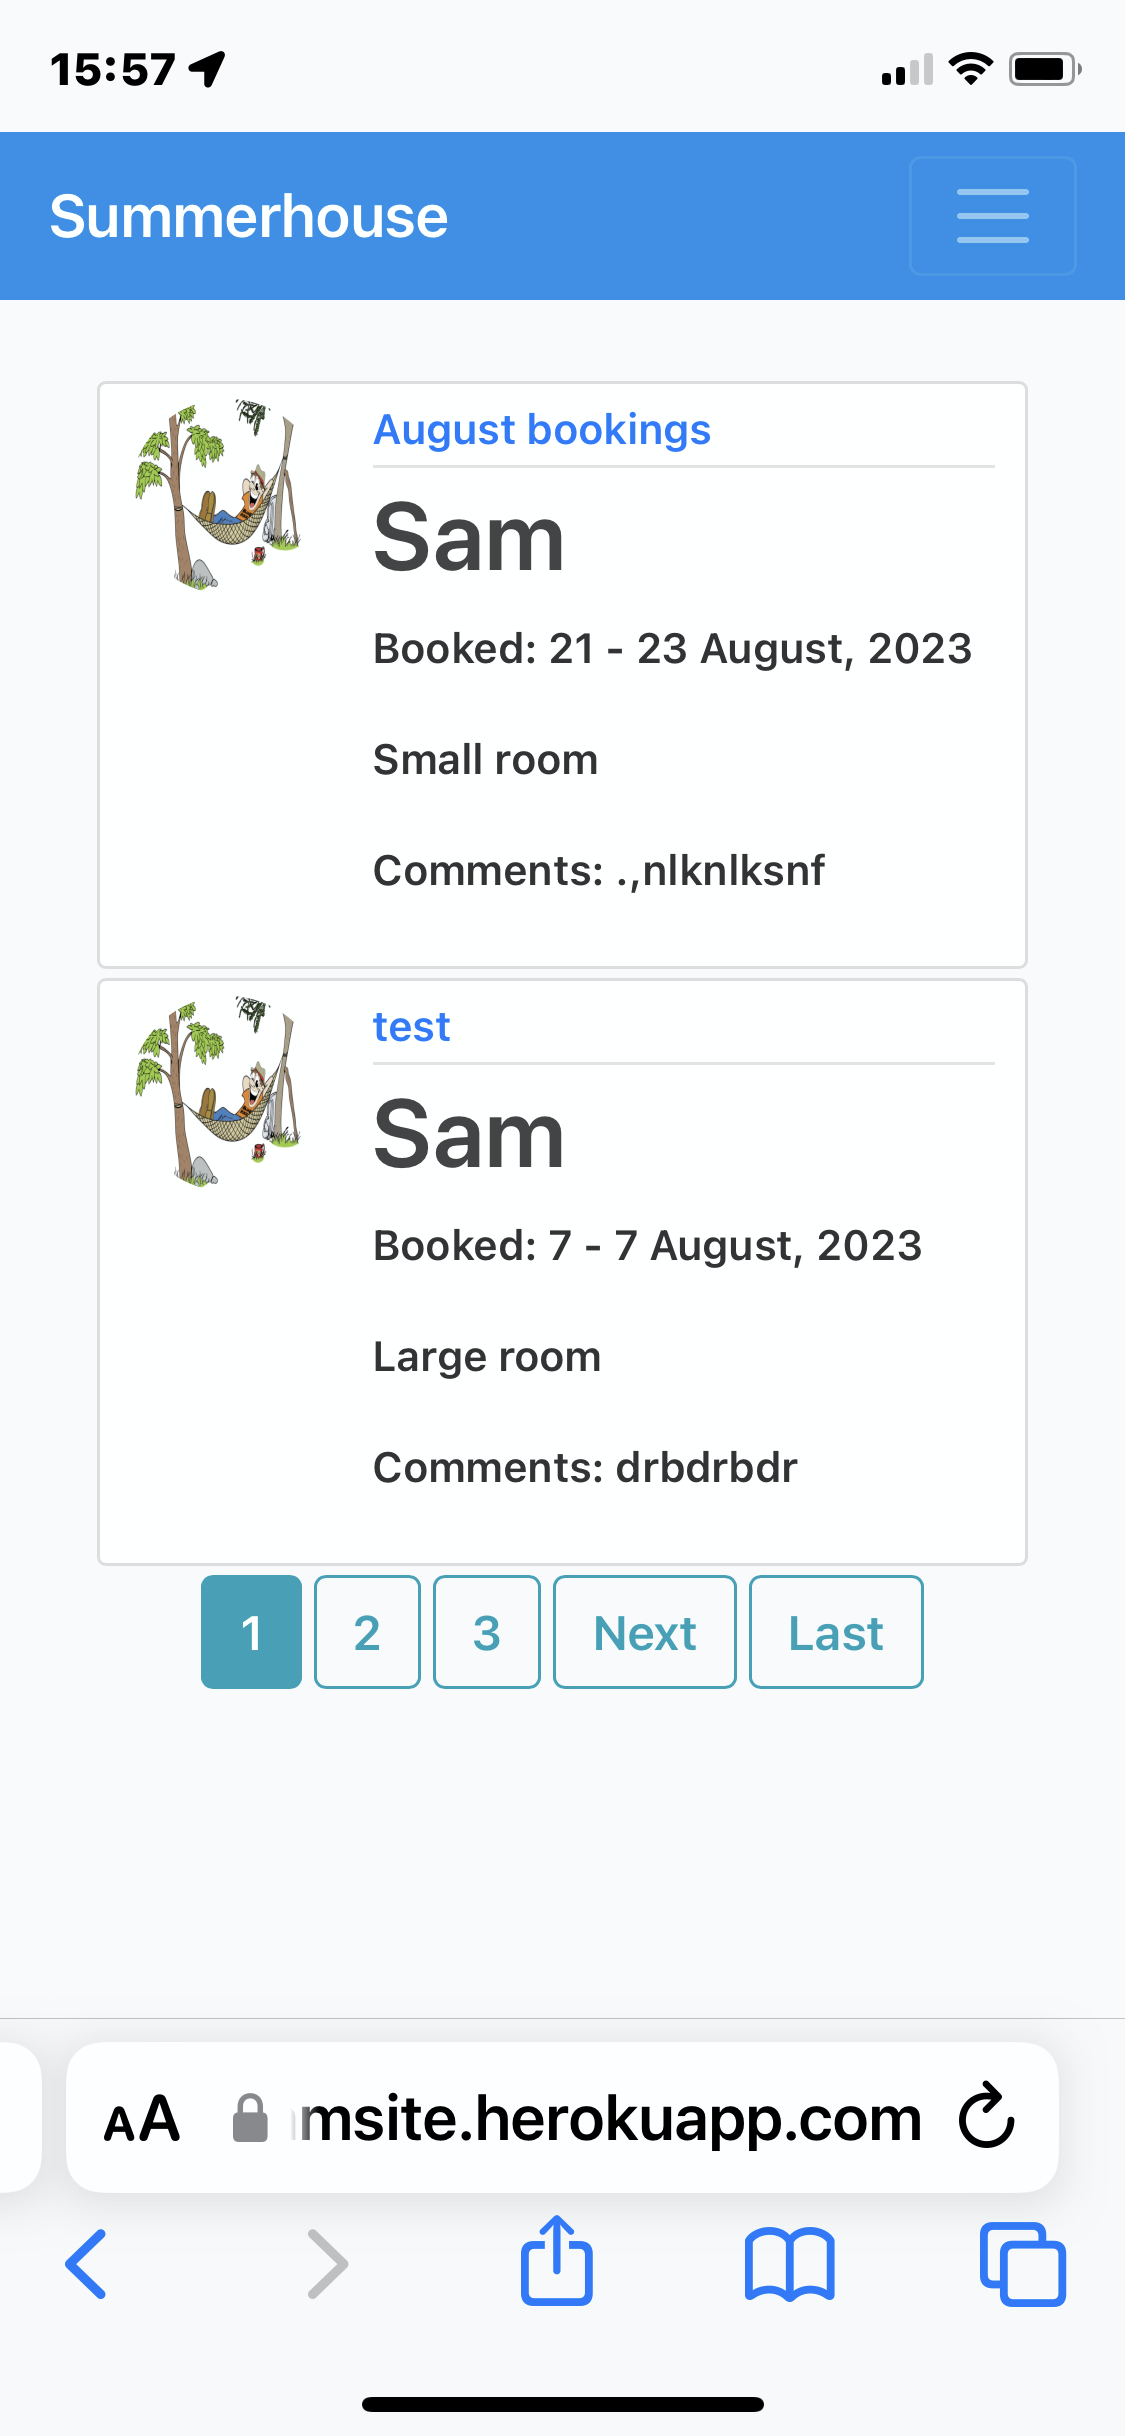 15:57
Summerhouse
August bookings
Sam
Booked: 21 - 23 August, 2023
Small room
Comments: .,nlknlksnf
test
Sam
Booked: 7 - 7 August, 2023
Large room
Comments: drbdrbdr
1 2 3 Next Last
AA msite.herokuapp.com